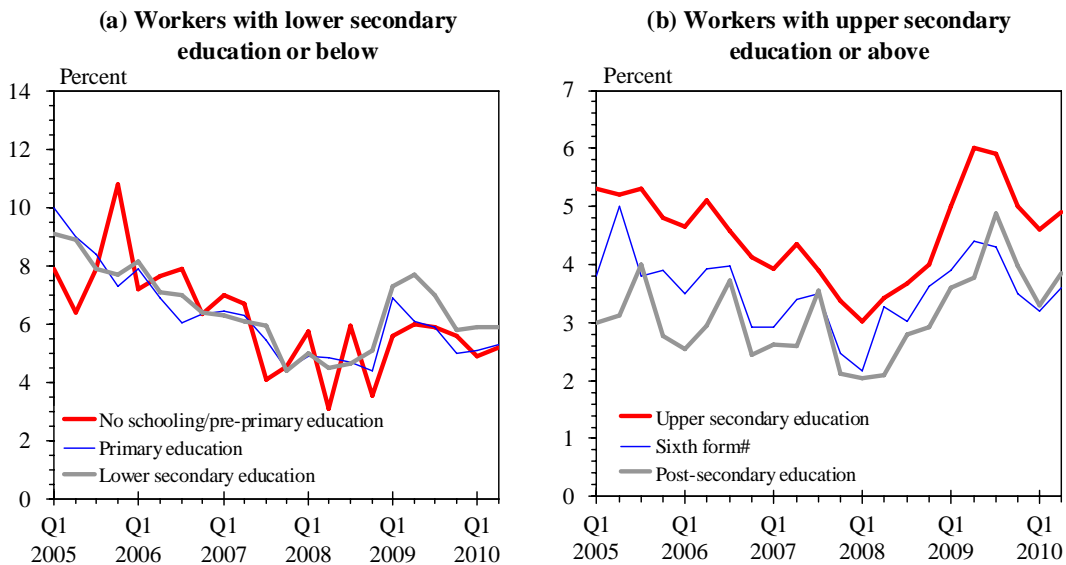 (a) Workers with lower secondary
education or below
Percent
14
12
10
8
6
4
2
0
No schooling/pre-primary education
Primary education
Lower secondary education
Q1 Q1 Q1 Q1 Q1 Q1
2005 2006 2007 2008 2009 2010
(b) Workers with upper secondary
education or above
Percent
7
6
5
4
3
2
1
0
Upper secondary education
Sixth form#
Post-secondary education
Q1 Q1 Q1 Q1 Q1 Q1
2005 2006 2007 2008 2009 2010